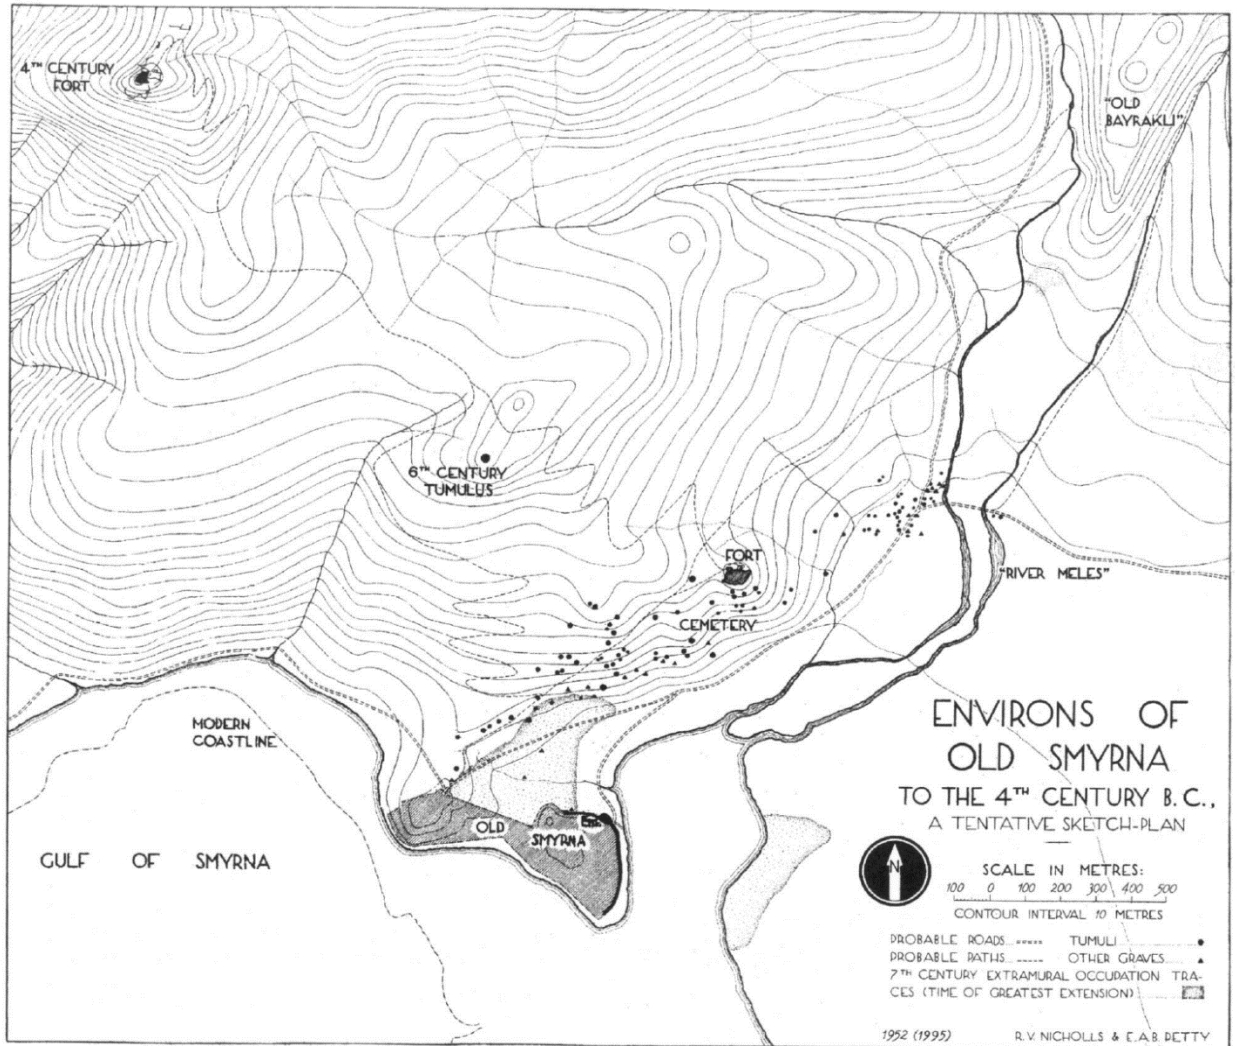 4TH CENTURY
FORT
"OLD
BAYRAKLI"
6TH CENTURY
TUMULUS
FORT
CEMETERY
"RIVER MELES"
MODERN
COASTLINE
OLD
SMYRNA
GULF OF SMYRNA
ENVIRONS OF
OLD SMYRNA
TO THE 4TH CENTURY B.C.,
A TENTATIVE SKETCH-PLAN
N
SCALE IN METRES:
100 0 100 200 300 400 500
CONTOUR INTERVAL 10 METRES
PROBABLE ROADS
TUMULI
PROBABLE PATHS
OTHER GRAVES
7TH CENTURY EXTRAMURAL OCCUPATION TRA-
CES (TIME OF GREATEST EXTENSION)
1952 (1995)
R.V. NICHOLLS & E.A.B. PETTY